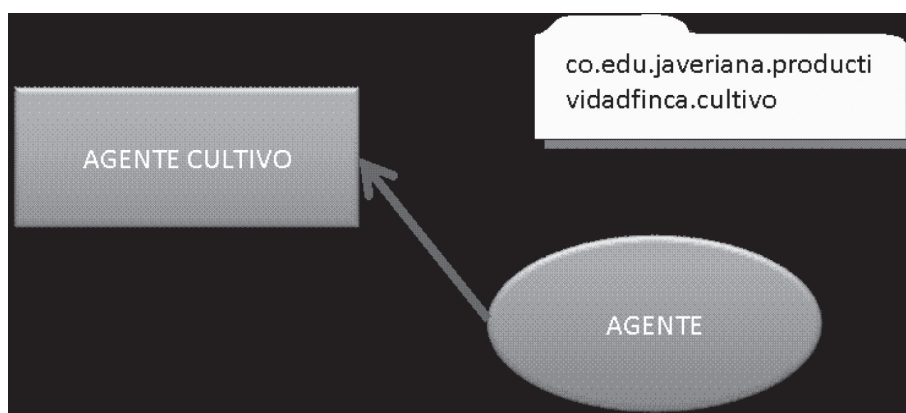 co.edu.javeriana.producti
vidadfinca.cultivo
AGENTE CULTIVO
AGENTE